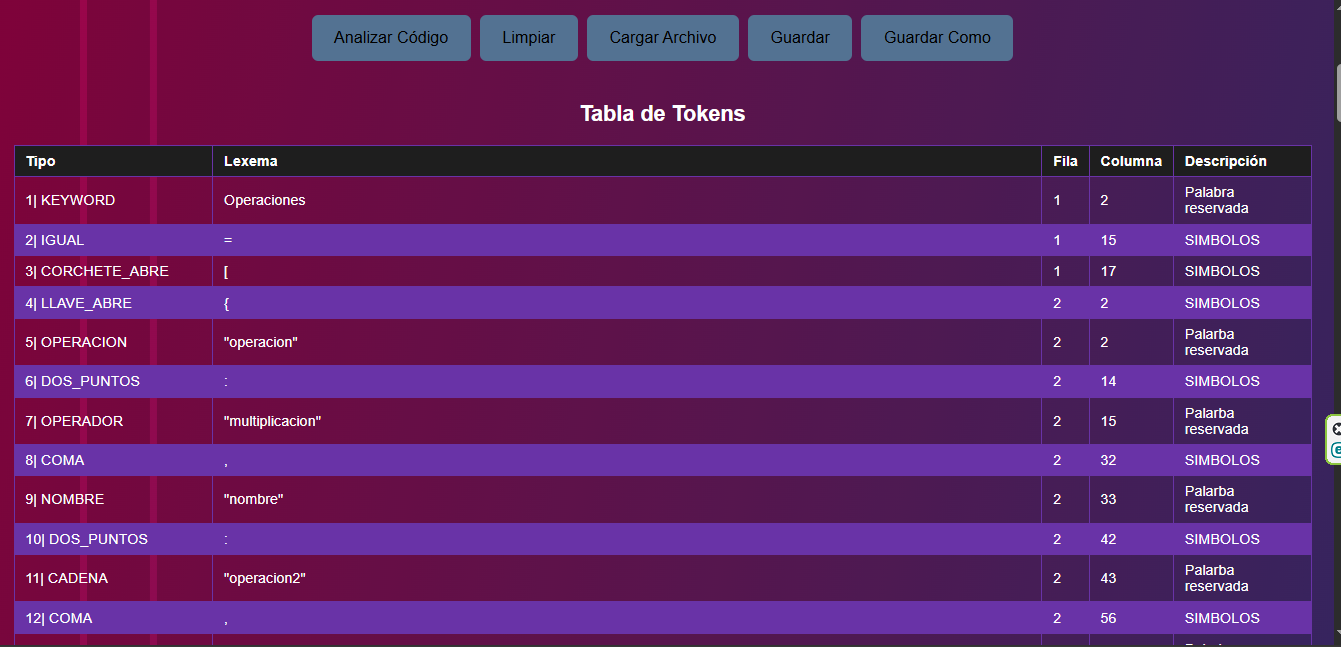 Analizar Código Limpiar Cargar Archivo Guardar Guardar Como
Tabla de Tokens
Tipo Lexema Fila Columna Descripción
1| KEYWORD Operaciones 1 2 Palabra
reservada
2| IGUAL = 1 15 SIMBOLOS
3| CORCHETE_ABRE [ 1 17 SIMBOLOS
4| LLAVE_ABRE { 2 2 SIMBOLOS
5| OPERACION "operacion" 2 2 Palarba
reservada
6| DOS_PUNTOS : 2 14 SIMBOLOS
7| OPERADOR "multiplicacion" 2 15 Palarba
reservada
8| COMA , 2 32 SIMBOLOS
9| NOMBRE "nombre" 2 33 Palarba
reservada
10| DOS_PUNTOS : 2 42 SIMBOLOS
11| CADENA "operacion2" 2 43 Palarba
reservada
12| COMA , 2 56 SIMBOLOS